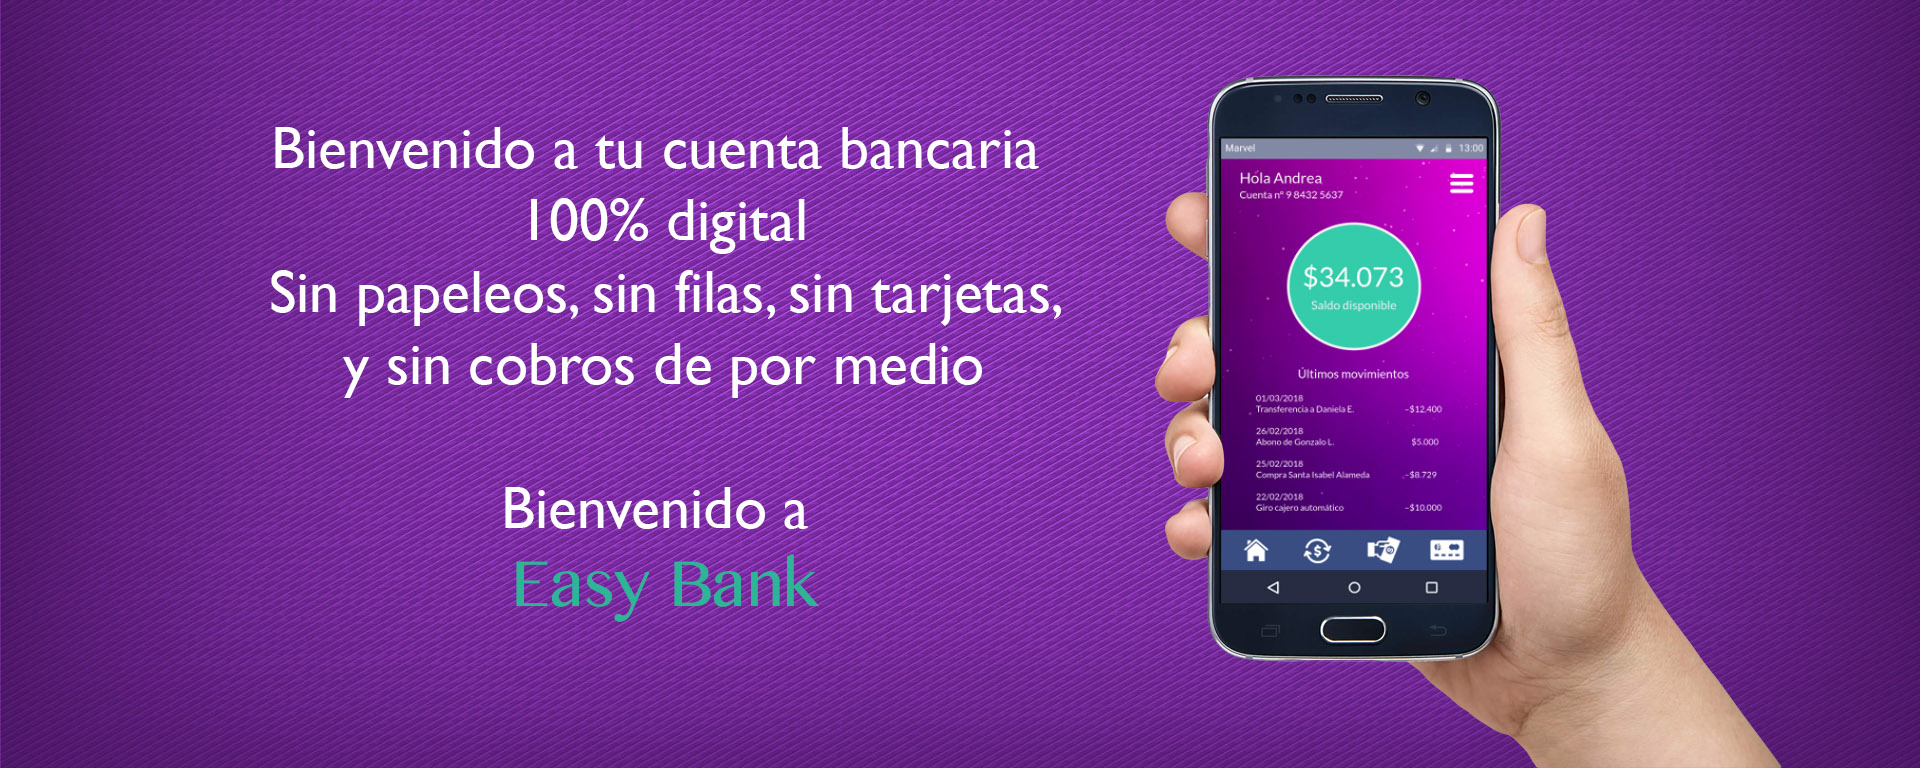 Bienvenido a tu cuenta bancaria
100% digital
Sin papeleos, sin filas, sin tarjetas,
y sin cobros de por medio
Bienvenido a
Easy Bank
Marvel 13:00
Hola Andrea
Cuenta nº 9 8432 5637
$34.073
Saldo disponible
Últimos movimientos
01/03/2018
Transferencia a Daniela E. -$12.400
26/02/2018
Abono de Gonzalo L. $5.000
25/02/2018
Compra Santa Isabel Alameda -$8.729
22/02/2018
Giro cajero automático -$10.000